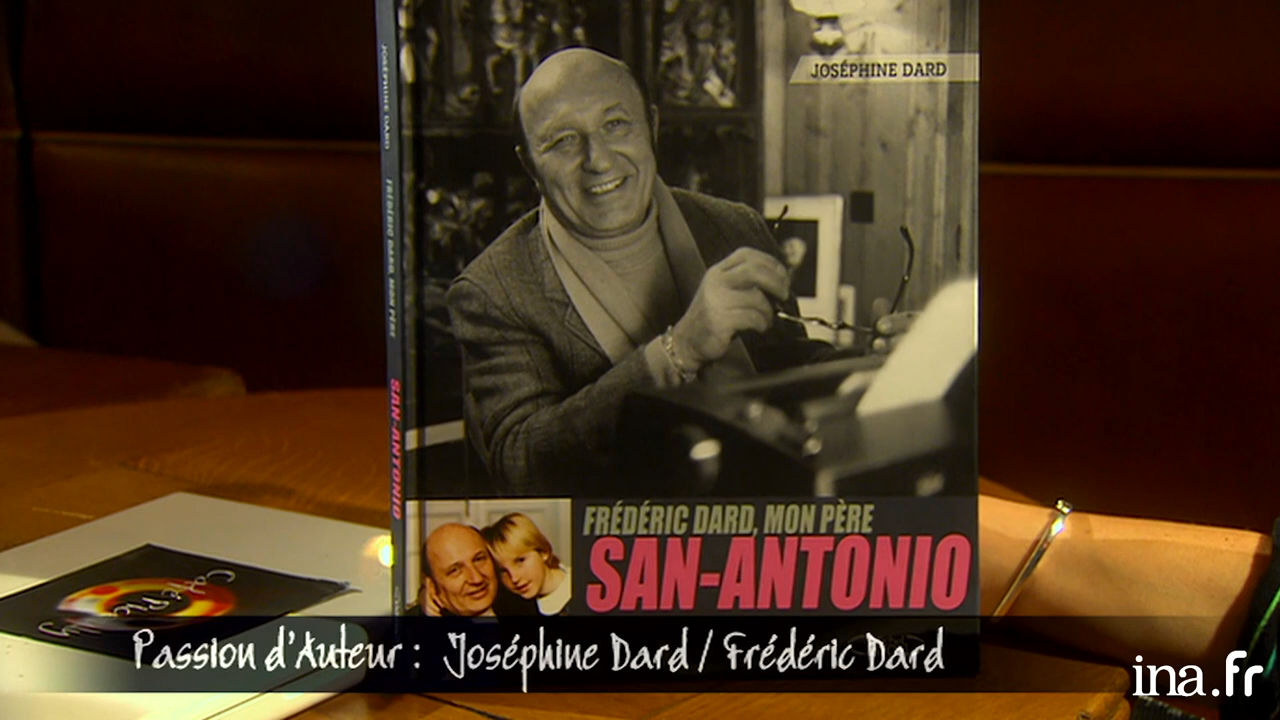 JOSÉPHINE DARD
JOSÉPHINE DARD
FRÉDÉRIC DARD, MON PÈRE
SAN-ANTONIO
FRÉDÉRIC DARD, MON PÈRE
SAN-ANTONIO
Passion d'Auteur : Joséphine Dard / Frédéric Dard
ina.fr